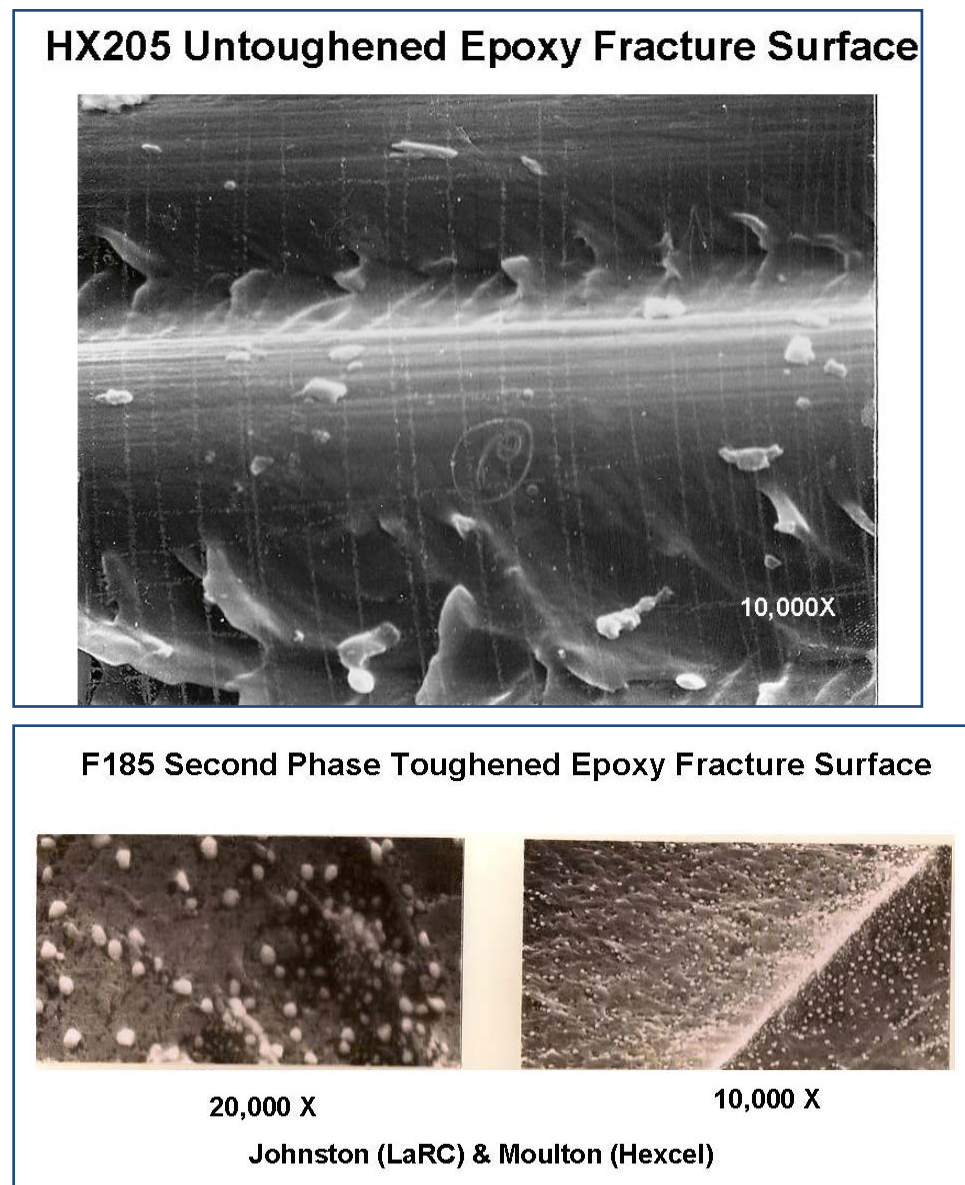 HX205 Untoughened Epoxy Fracture Surface
10,000X
F185 Second Phase Toughened Epoxy Fracture Surface
20,000 X
10,000 X
Johnston (LaRC) & Moulton (Hexcel)